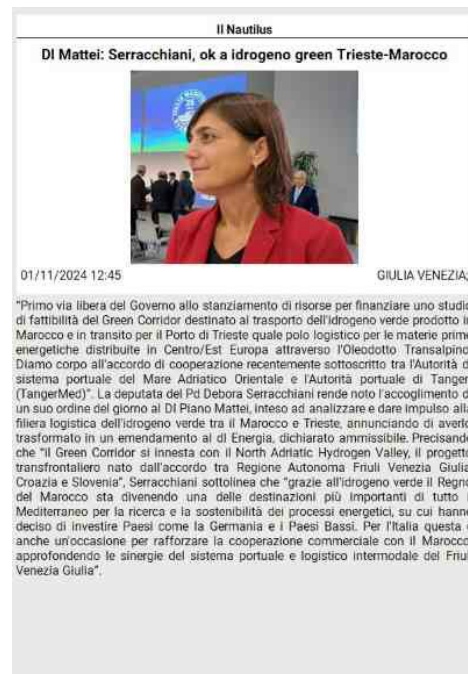 Il Nautilus
Dl Mattei: Serracchiani, ok a idrogeno green Trieste-Marocco
01/11/2024 12:45 GIULIA VENEZIA;
"Primo via libera del Governo allo stanziamento di risorse per finanziare uno studio
di fattibilità del Green Corridor destinato al trasporto dell'idrogeno verde prodotto i
Marocco e in transito per il Porto di Trieste quale polo logistico per le materie prime
energetiche distribuite in Centro/Est Europa attraverso l'Oleodotto Transalpino
Diamo corpo all'accordo di cooperazione recentemente sottoscritto tra l'Autorità d
sistema portuale del Mare Adriatico Orientale e l'Autorità portuale di Tanger
(TangerMed)". La deputata del Pd Debora Serracchiani rende noto l'accoglimento d
un suo ordine del giorno al Dl Piano Mattei, inteso ad analizzare e dare impulso alla
filiera logistica dell'idrogeno verde tra il Marocco e Trieste, annunciando di averlo
trasformato in un emendamento al dl Energia, dichiarato ammissibile. Precisando
che "il Green Corridor si innesta con il North Adriatic Hydrogen Valley, il progetto
transfrontaliero nato dall'accordo tra Regione Autonoma Friuli Venezia Giulia
Croazia e Slovenia", Serracchiani sottolinea che "grazie all'idrogeno verde il Regno
del Marocco sta divenendo una delle destinazioni più importanti di tutto
Mediterraneo per la ricerca e la sostenibilità dei processi energetici, su cui hanno
deciso di investire Paesi come la Germania e i Paesi Bassi. Per l'Italia questa
anche un'occasione per rafforzare la cooperazione commerciale con il Marocco
approfondendo le sinergie del sistema portuale e logistico intermodale del Friu
Venezia Giulia".